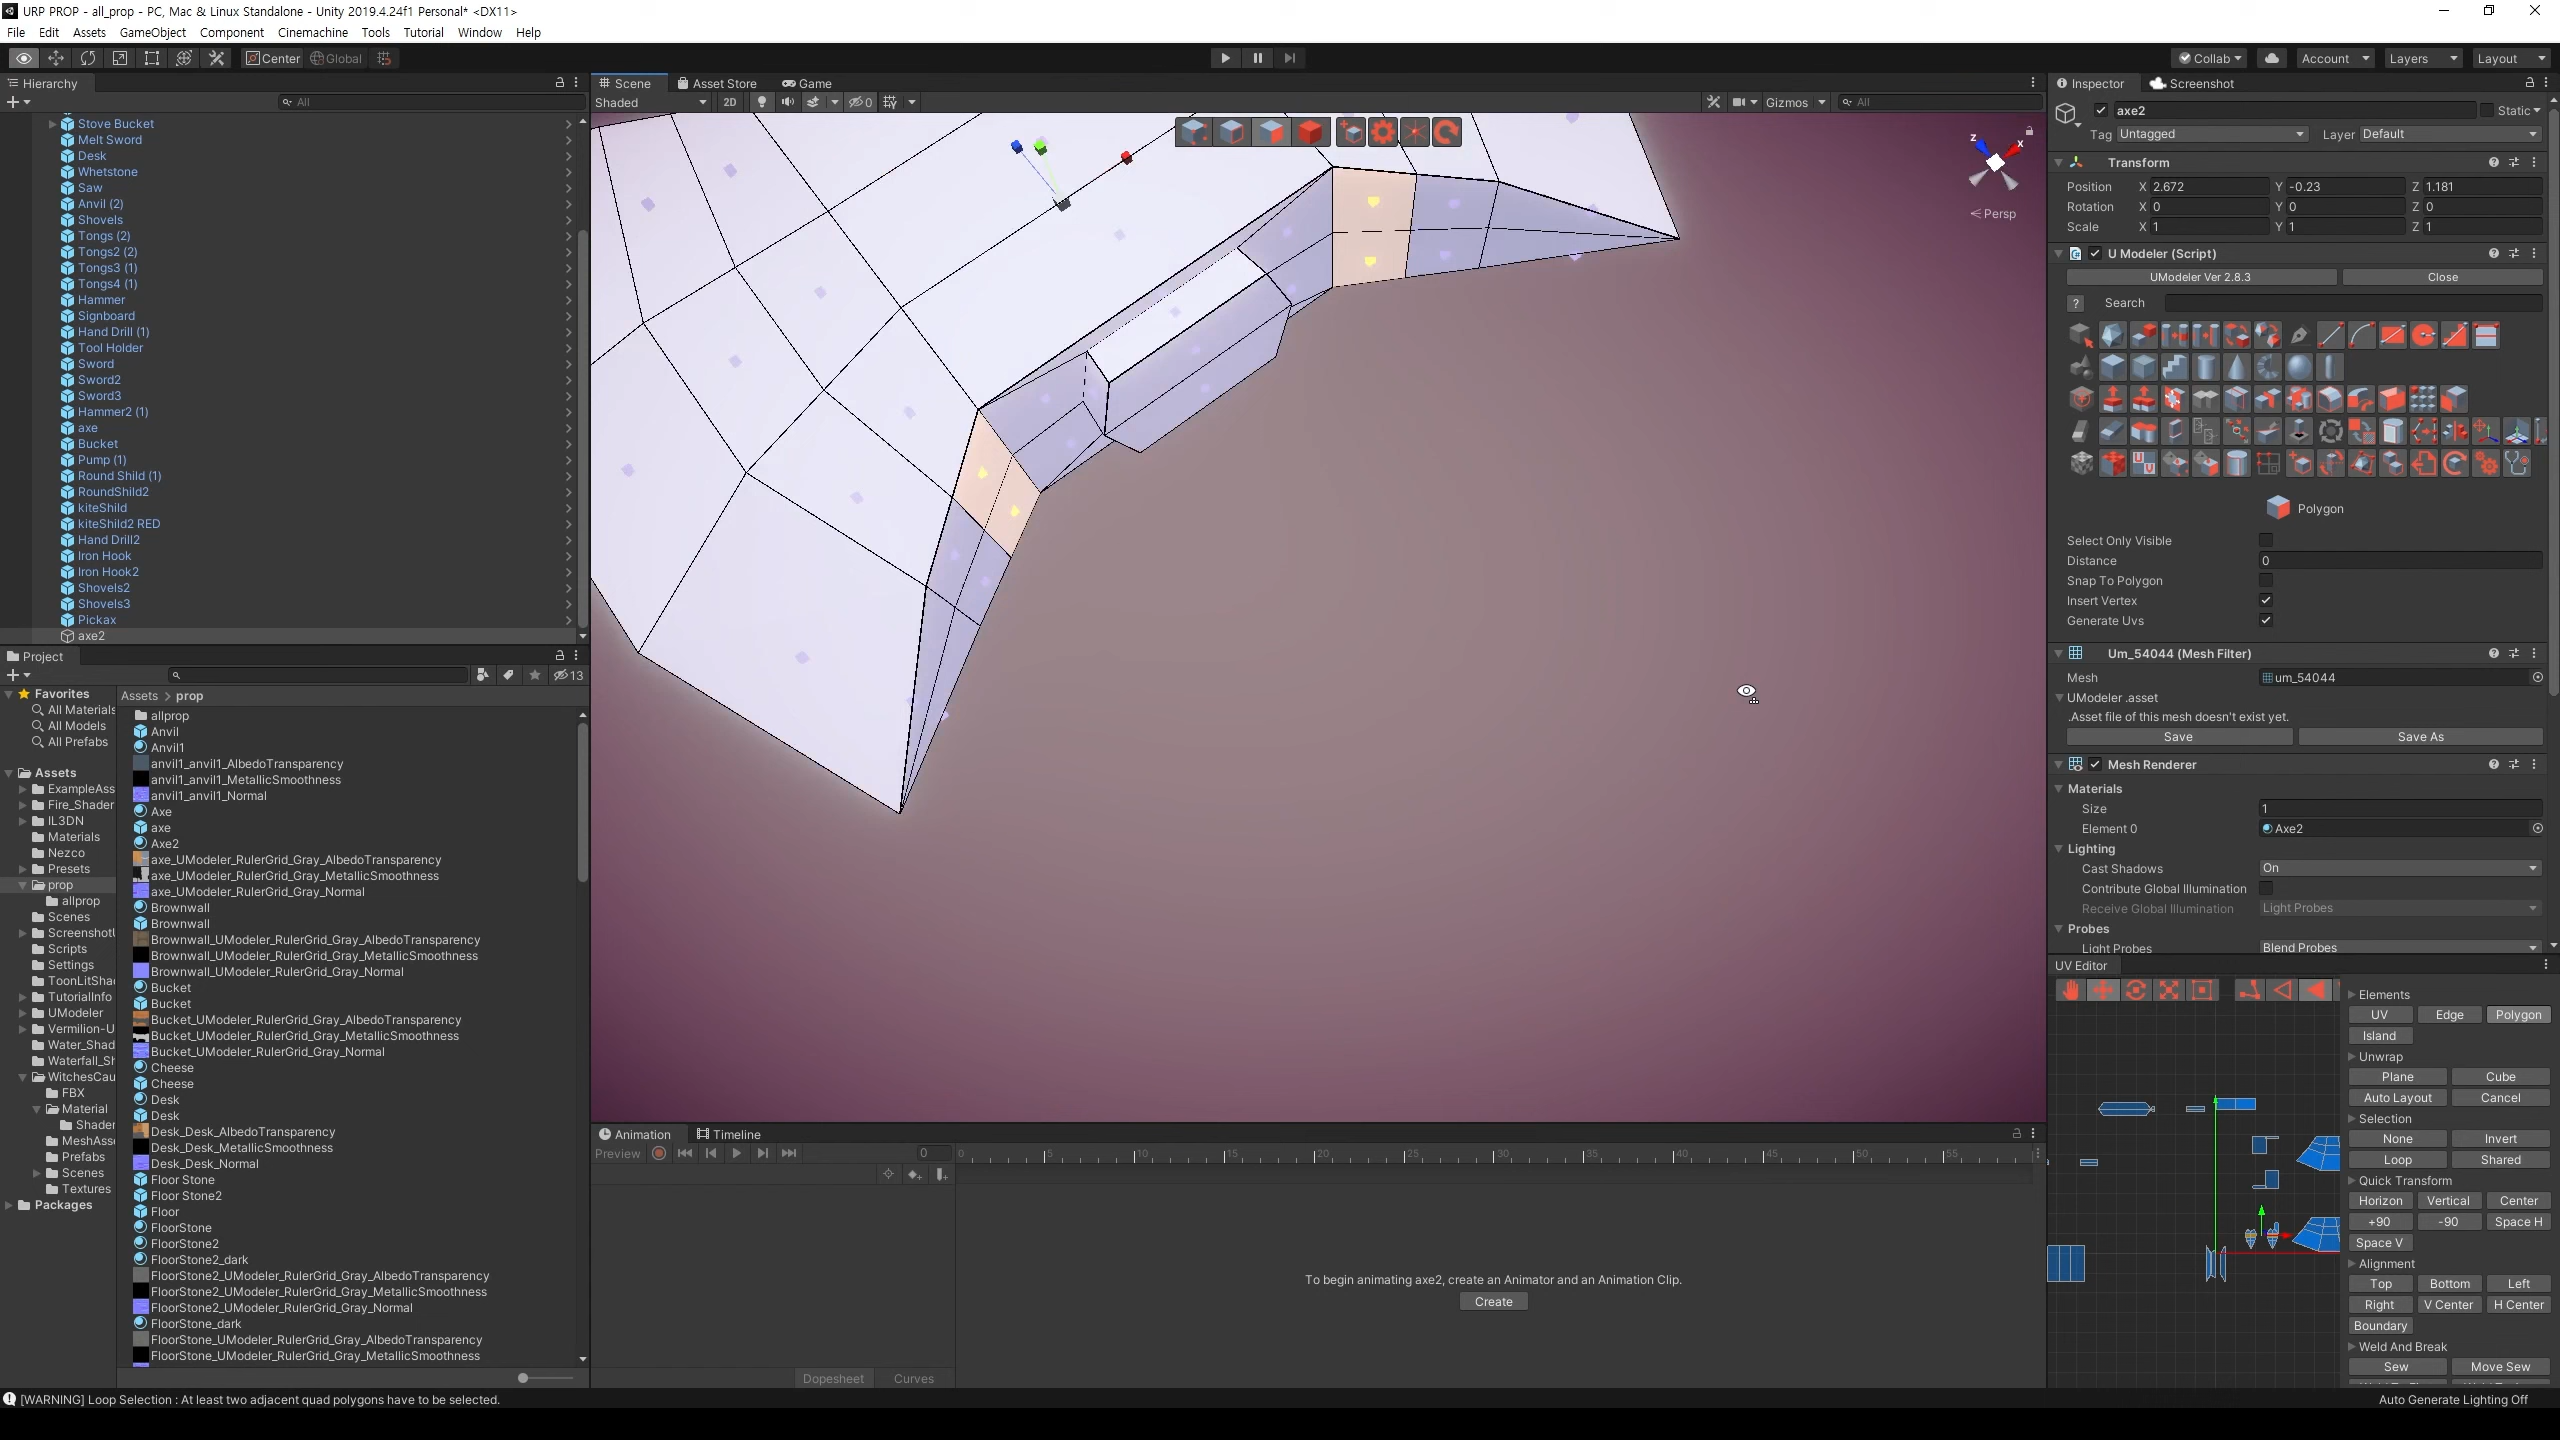 URP PROP - all_prop - PC, Mac & Linux Standalone - Unity 2019.4.24f1 Personal* <DX11>
File Edit Assets GameObject Component Cinemachine Tools Tutorial Window Help
Center Global Collab Account Layers Layout
Hierarchy
All
Stove Bucket
Melt Sword
Desk
Whetstone
Saw
Anvil (2)
Shovels
Tongs (2)
Tongs2 (2)
Tongs3 (1)
Tongs4 (1)
Hammer
Signboard
Hand Drill (1)
Tool Holder
Sword
Sword2
Sword3
Hammer2 (1)
axe
Bucket
Pump (1)
Round Shild (1)
RoundShild2
kiteShild
kiteShild2 RED
Hand Drill2
Iron Hook
Iron Hook2
Shovels2
Shovels3
Pickax
axe2
Project
13
Favorites
All Materials
All Models
All Prefabs
Assets
ExampleAss
Fire_Shader
IL3DN
Materials
Nezco
Presets
prop
allprop
Scenes
Screenshot
Scripts
Settings
ToonLitSha
TutorialInfo
UModeler
Vermilion-U
Water_Shad
Waterfall_Sh
WitchesCau
FBX
Material
Shader
MeshAss
Prefabs
Scenes
Textures
Packages
Assets > prop
allprop
Anvil
Anvil1
anvil1_anvil1_AlbedoTransparency
anvil1_anvil1_MetallicSmoothness
anvil1_anvil1_Normal
Axe
axe
Axe2
axe_UModeler_RulerGrid_Gray_AlbedoTransparency
axe_UModeler_RulerGrid_Gray_MetallicSmoothness
axe_UModeler_RulerGrid_Gray_Normal
Brownwall
Brownwall
Brownwall_UModeler_RulerGrid_Gray_AlbedoTransparency
Brownwall_UModeler_RulerGrid_Gray_MetallicSmoothness
Brownwall_UModeler_RulerGrid_Gray_Normal
Bucket
Bucket
Bucket_UModeler_RulerGrid_Gray_AlbedoTransparency
Bucket_UModeler_RulerGrid_Gray_MetallicSmoothness
Bucket_UModeler_RulerGrid_Gray_Normal
Cheese
Cheese
Desk
Desk
Desk_Desk_AlbedoTransparency
Desk_Desk_MetallicSmoothness
Desk_Desk_Normal
Floor Stone
Floor Stone2
Floor
FloorStone
FloorStone2
FloorStone2_dark
FloorStone2_UModeler_RulerGrid_Gray_AlbedoTransparency
FloorStone2_UModeler_RulerGrid_Gray_MetallicSmoothness
FloorStone2_UModeler_RulerGrid_Gray_Normal
FloorStone_dark
FloorStone_UModeler_RulerGrid_Gray_AlbedoTransparency
FloorStone_UModeler_RulerGrid_Gray_MetallicSmoothness
Scene Asset Store Game
Shaded 2D 0 Gizmos All
z x
Persp
Animation Timeline
Preview 0 0 5 10 15 20 25 30 35 40 45 50 55
To begin animating axe2, create an Animator and an Animation Clip.
Create
Dopesheet Curves
Inspector Screenshot
axe2 Static
Tag Untagged Layer Default
Transform
Position X 2.672 Y -0.23 Z 1.181
Rotation X 0 Y 0 Z 0
Scale X 1 Y 1 Z 1
U Modeler (Script)
UModeler Ver 2.8.3 Close
? Search
Polygon
Select Only Visible
Distance 0
Snap To Polygon
Insert Vertex
Generate Uvs
Um_54044 (Mesh Filter)
Mesh um_54044
UModeler .asset
.Asset file of this mesh doesn't exist yet.
Save Save As
Mesh Renderer
Materials
Size 1
Element 0 Axe2
Lighting
Cast Shadows On
Contribute Global Illumination
Receive Global Illumination Light Probes
Probes
Light Probes Blend Probes
UV Editor
Elements
UV Edge Polygon
Island
Unwrap
Plane Cube
Auto Layout Cancel
Selection
None Invert
Loop Shared
Quick Transform
Horizon Vertical Center
+90 -90 Space H
Space V
Alignment
Top Bottom Left
Right V Center H Center
Boundary
Weld And Break
Sew Move Sew
[WARNING] Loop Selection : At least two adjacent quad polygons have to be selected.
Auto Generate Lighting Off